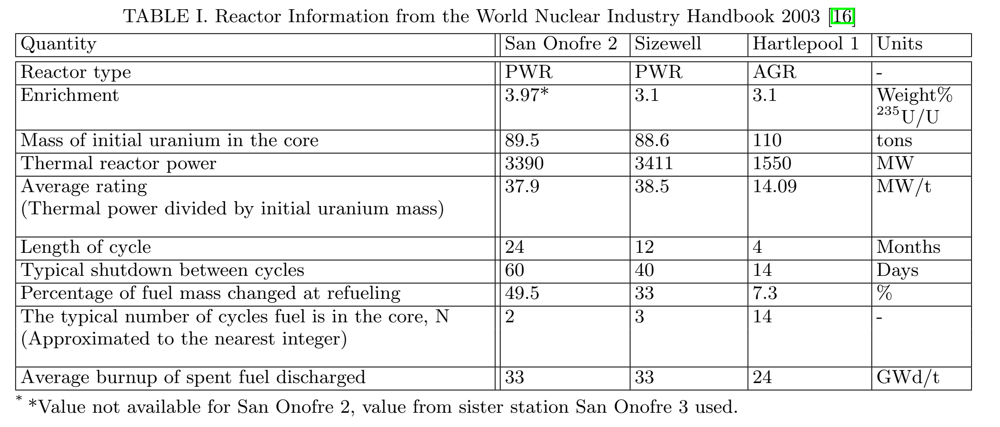 TABLE I. Reactor Information from the World Nuclear Industry Handbook 2003 [16]
Quantity San Onofre 2 Sizewell Hartlepool 1 Units
Reactor type PWR PWR AGR -
Enrichment 3.97* 3.1 3.1 Weight%
²³⁵U/U
Mass of initial uranium in the core 89.5 88.6 110 tons
Thermal reactor power 3390 3411 1550 MW
Average rating 37.9 38.5 14.09 MW/t
(Thermal power divided by initial uranium mass)
Length of cycle 24 12 4 Months
Typical shutdown between cycles 60 40 14 Days
Percentage of fuel mass changed at refueling 49.5 33 7.3 %
The typical number of cycles fuel is in the core, N 2 3 14 -
(Approximated to the nearest integer)
Average burnup of spent fuel discharged 33 33 24 GWd/t
* *Value not available for San Onofre 2, value from sister station San Onofre 3 used.